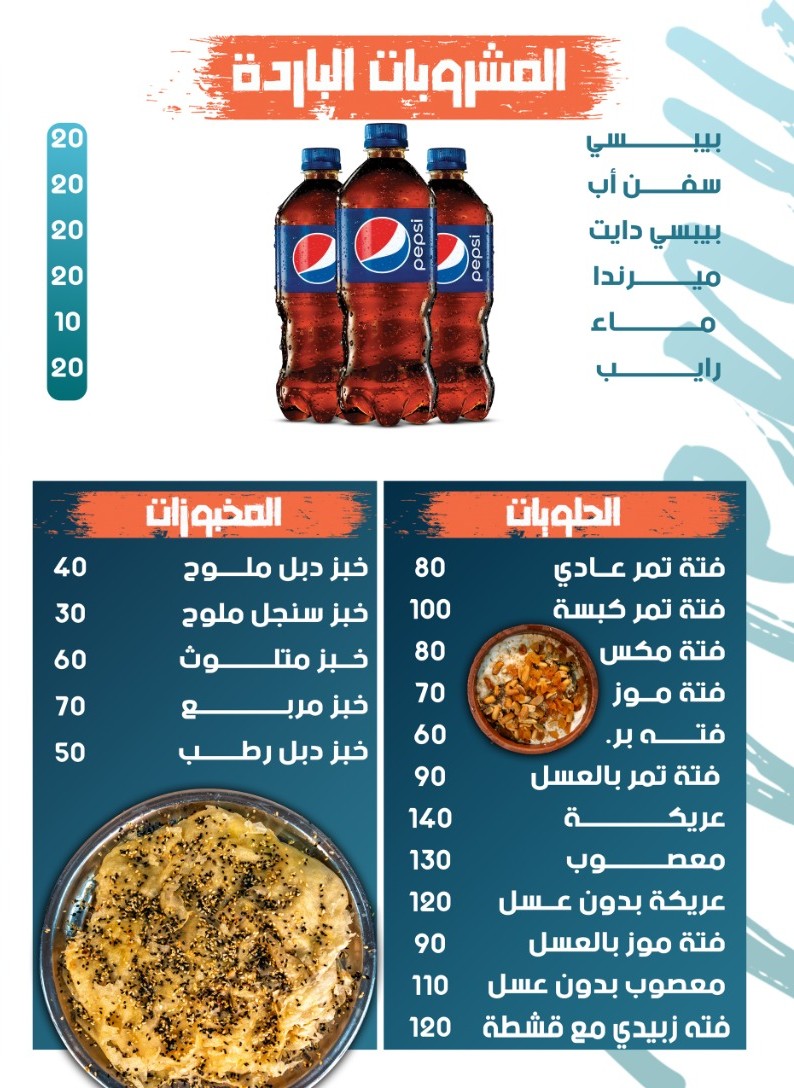 المشروبات الباردة
بيبسي 20
سفن أب 20
بيبسي دايت 20
ميرندا 20
ماء 10
رايب 20
pepsi
pepsi
الحلويات
فتة تمر عادي 80
فتة تمر كبسة 100
فتة مكس 80
فتة موز 70
فته بر. 60
فتة تمر بالعسل 90
عريكة 140
معصوب 130
عريكة بدون عسل 120
فتة موز بالعسل 90
معصوب بدون عسل 110
فته زبيدي مع قشطة 120
المخبوزات
خبز دبل ملوح 40
خبز سنجل ملوح 30
خبز متلوث 60
خبز مربع 70
خبز دبل رطب 50